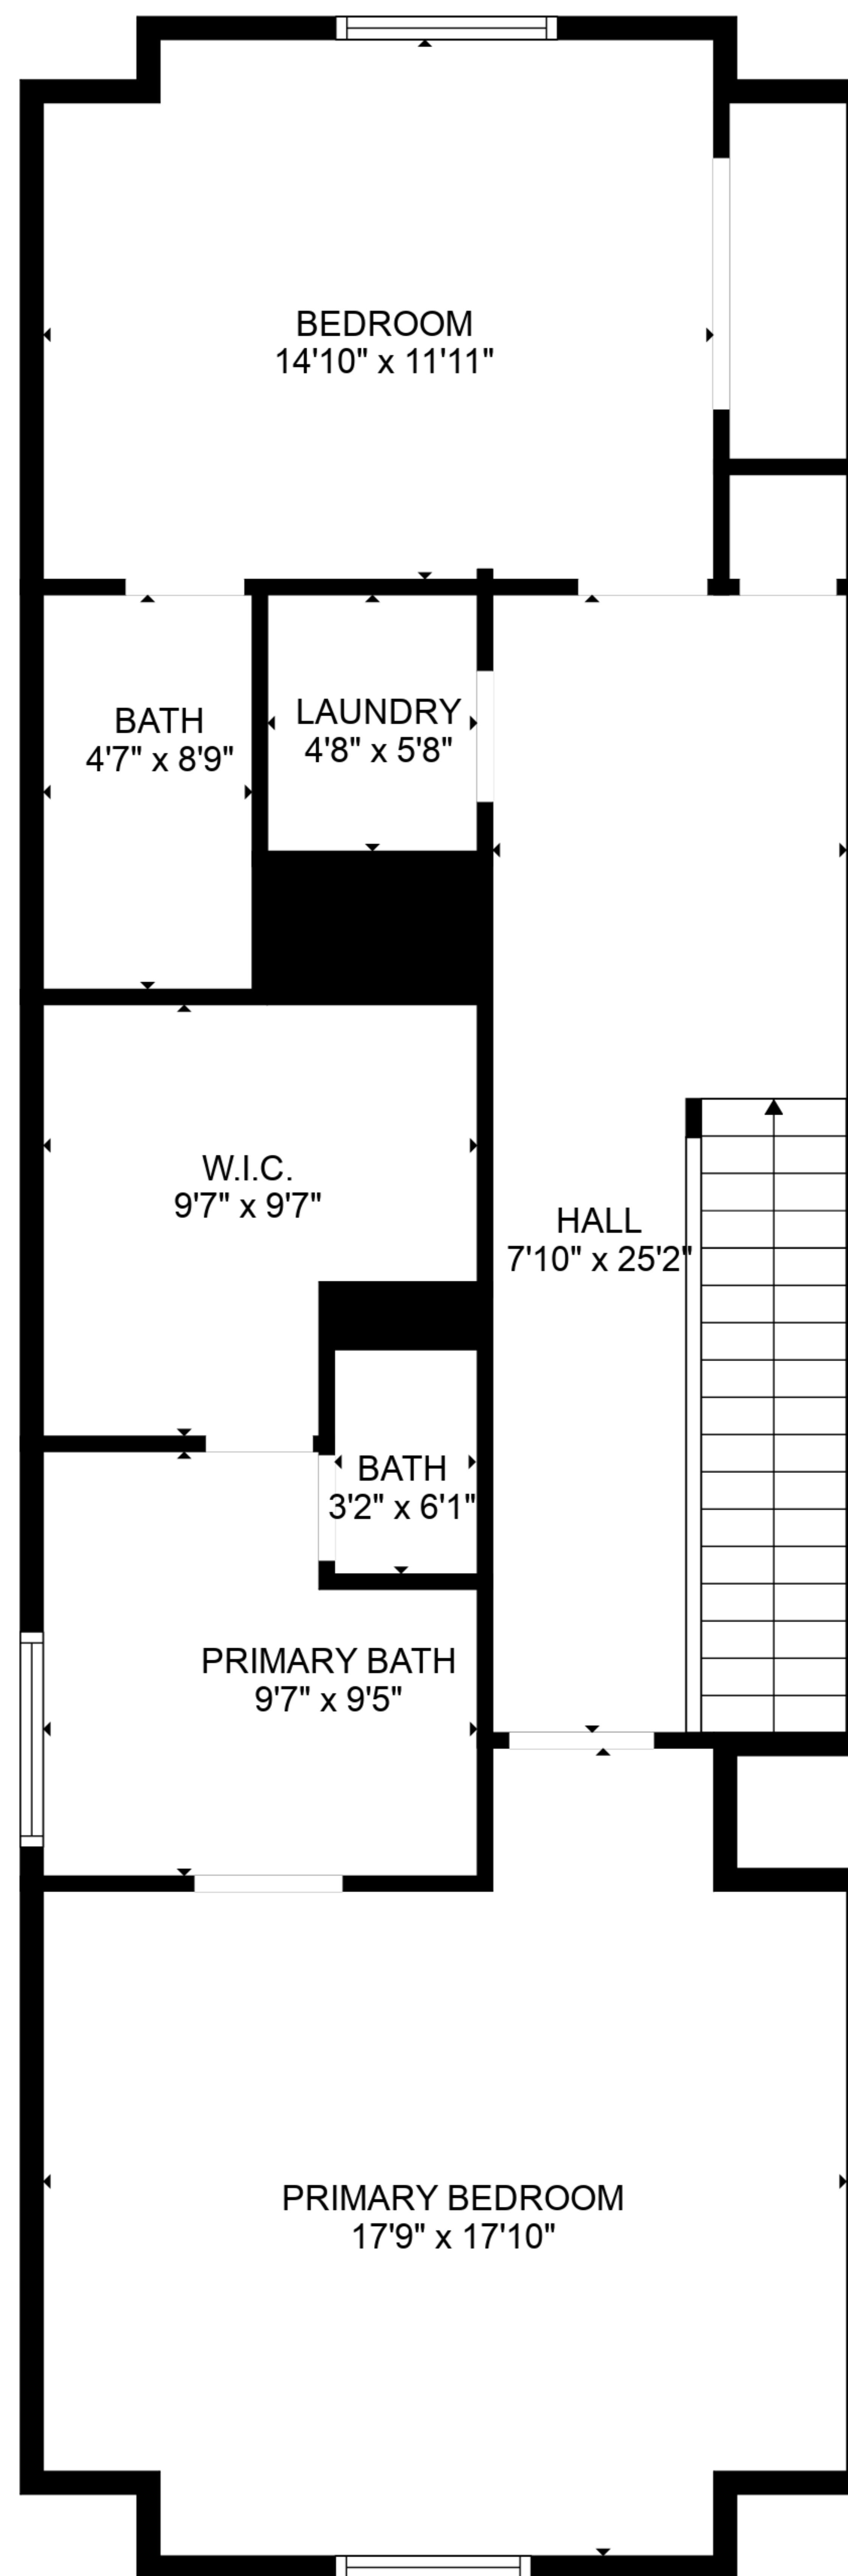 BEDROOM
14'10" x 11'11"
BATH
4'7" x 8'9"
LAUNDRY
4'8" x 5'8"
W.I.C.
9'7" x 9'7"
HALL
7'10" x 25'2"
BATH
3'2" x 6'1"
PRIMARY BATH
9'7" x 9'5"
PRIMARY BEDROOM
17'9" x 17'10"